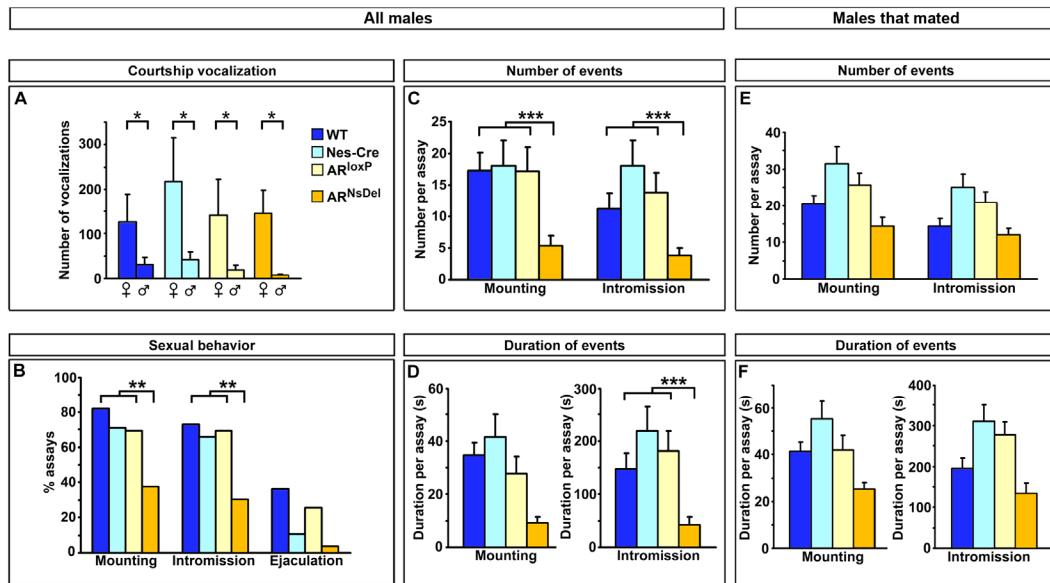 All males
Males that mated
Courtship vocalization
Number of events
Number of events
A
Number of vocalizations
300
200
100
0
* * * *
♀ ♂ ♀ ♂ ♀ ♂ ♀ ♂
WT
Nes-Cre
AR^loxP
AR^NsDel
C
Number per assay
25
20
15
10
5
0
*** ***
Mounting Intromission
E
Number per assay
40
30
20
10
0
Mounting Intromission
Sexual behavior
Duration of events
Duration of events
B
% assays
100
80
60
40
20
0
** **
Mounting Intromission Ejaculation
D
Duration per assay (s)
60
40
20
0
Mounting
Duration per assay (s)
300
200
100
0
***
Intromission
F
Duration per assay (s)
60
40
20
0
Mounting
Duration per assay (s)
400
300
200
100
0
Intromission